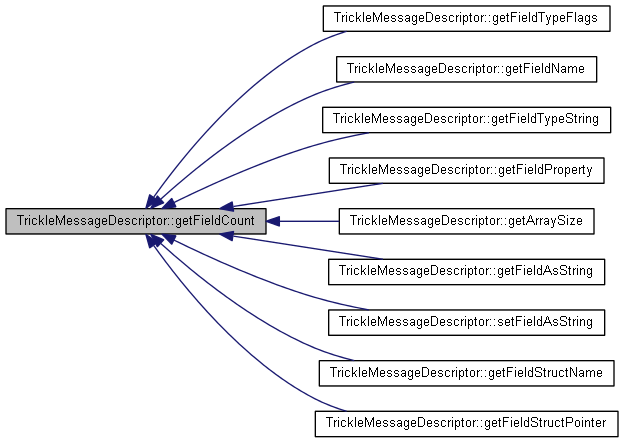 TrickleMessageDescriptor::getFieldTypeFlags
TrickleMessageDescriptor::getFieldName
TrickleMessageDescriptor::getFieldTypeString
TrickleMessageDescriptor::getFieldProperty
TrickleMessageDescriptor::getFieldCount
TrickleMessageDescriptor::getArraySize
TrickleMessageDescriptor::getFieldAsString
TrickleMessageDescriptor::setFieldAsString
TrickleMessageDescriptor::getFieldStructName
TrickleMessageDescriptor::getFieldStructPointer